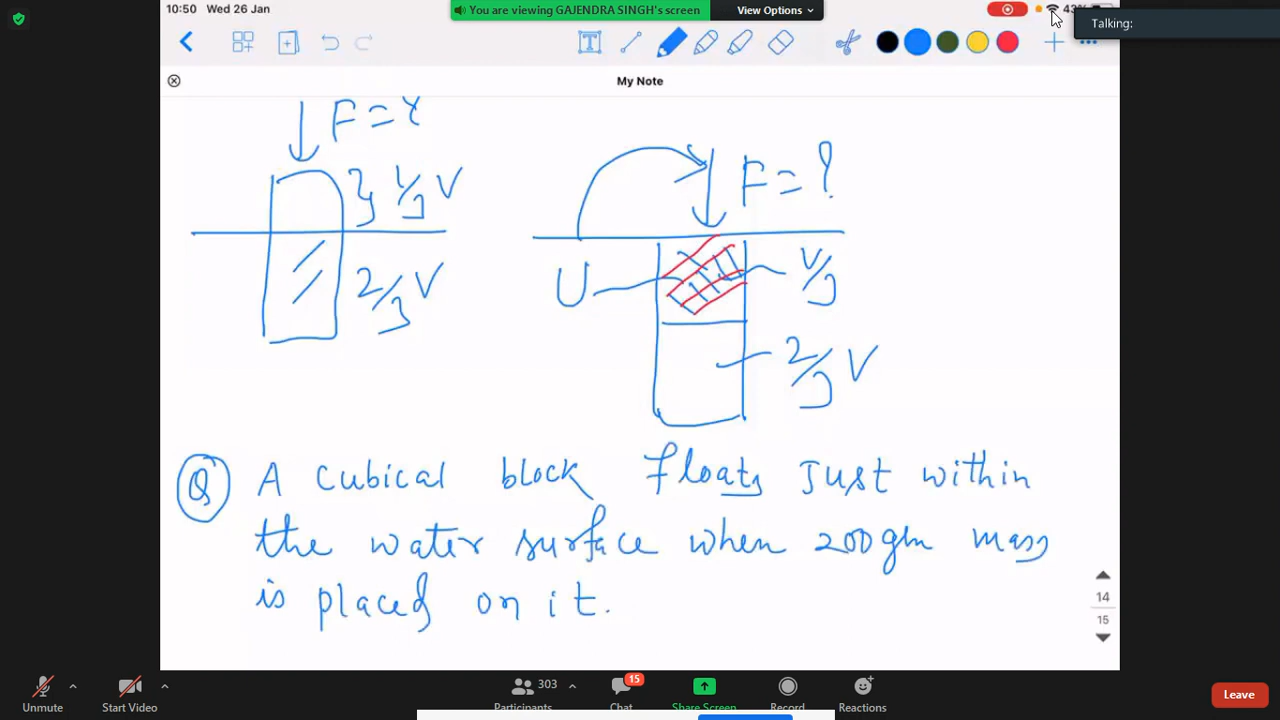 10:50 Wed 26 Jan
You are viewing GAJENDRA SINGH's screen
View Options
43%
Talking:
T
My Note
F = ?
1/3 V
2/3 V
F = ?
U
V/3
2/3 V
Q A cubical block floats just within
the water surface when 200gm mass
is placed on it.
14
15
Unmute
Start Video
303
Participants
15
Chat
Share Screen
Record
Reactions
Leave